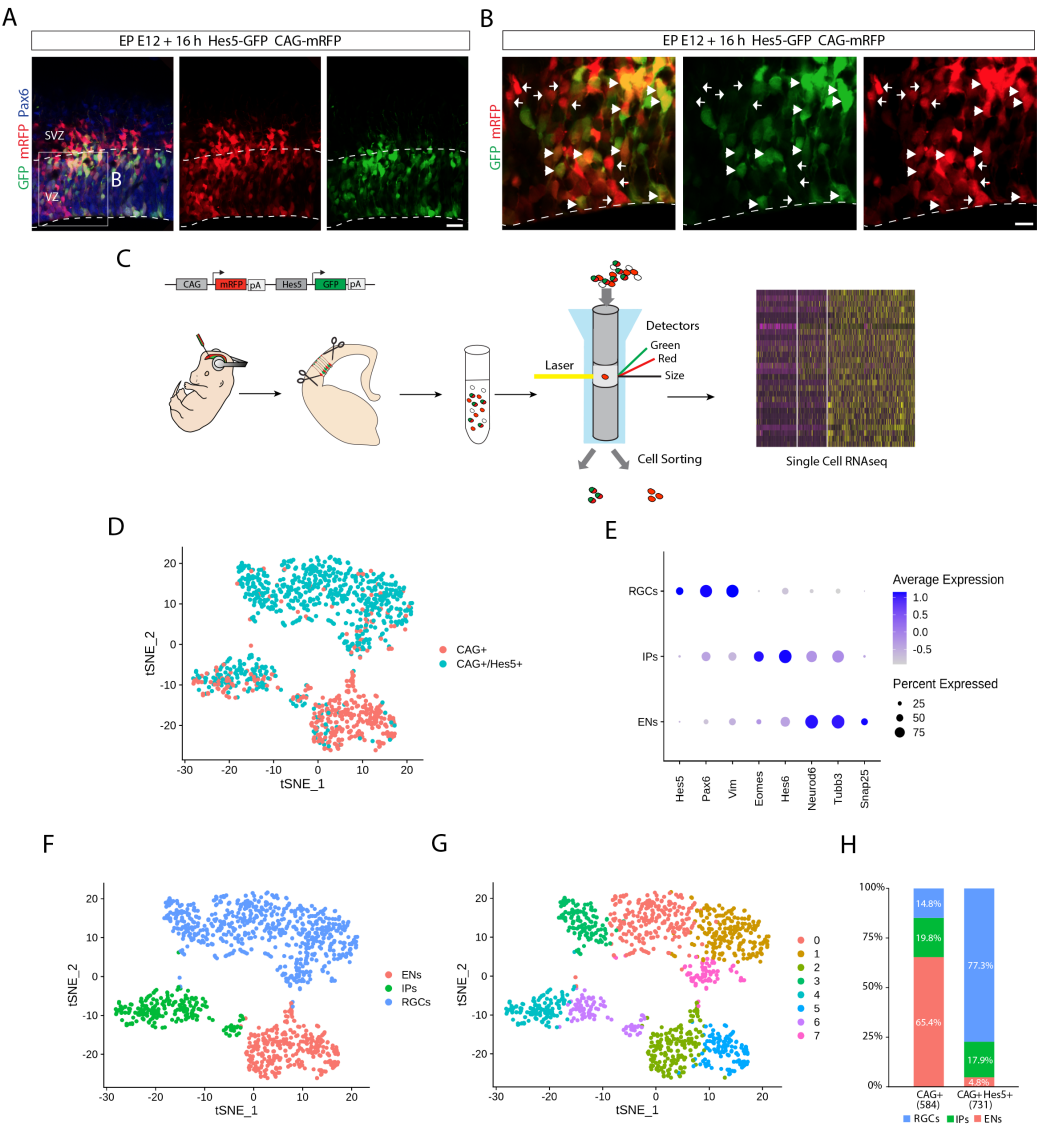 A
EP E12 + 16 h Hes5-GFP CAG-mRFP
GFP mRFP Pax6
SVZ
VZ
B
B
EP E12 + 16 h Hes5-GFP CAG-mRFP
GFP mRFP
C
CAG
mRFP
pA
Hes5
GFP
pA
Laser
Detectors
Green
Red
Size
Cell Sorting
Single Cell RNAseq
D
tSNE_2
20
10
0
-10
-20
-30
-20
-10
0
10
20
tSNE_1
CAG+
CAG+/Hes5+
E
RGCs
IPs
ENs
Hes5
Pax6
Vim
Eomes
Hes6
Neurod6
Tubb3
Snap25
Average Expression
1.0
0.5
0.0
-0.5
Percent Expressed
25
50
75
F
tSNE_2
20
10
0
-10
-20
-30
-20
-10
0
10
20
tSNE_1
ENs
IPs
RGCs
G
tSNE_2
20
10
0
-10
-20
-30
-20
-10
0
10
20
tSNE_1
0
1
2
3
4
5
6
7
H
100%
75%
50%
25%
0%
14.8%
19.8%
65.4%
77.3%
17.9%
4.8%
CAG+
(584)
CAG+Hes5+
(731)
RGCs
IPs
ENs